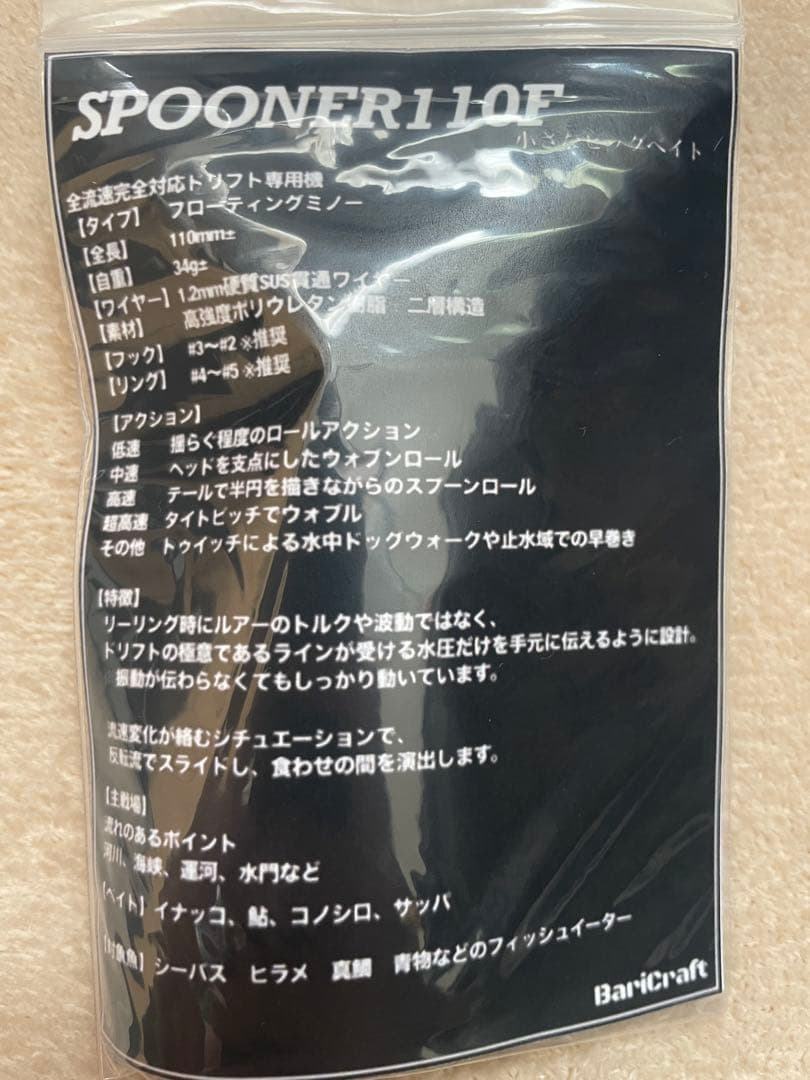 SPOONER110F
小さなビッグベイト
全流速完全対応ドリフト専用機
【タイプ】 フローティングミノー
【全長】 110mm±
【自重】 34g±
【ワイヤー】 1.2mm硬質SUS貫通ワイヤー
【素材】 高強度ポリウレタン樹脂 二層構造
【フック】 #3〜#2 ※推奨
【リング】 #4〜#5 ※推奨
【アクション】
低速 揺らぐ程度のロールアクション
中速 ヘッドを支点にしたウォブンロール
高速 テールで半円を描きながらのスプーンロール
超高速 タイトピッチでウォブル
その他 トゥイッチによる水中ドッグウォークや止水域での早巻き
【特徴】
リーリング時にルアーのトルクや波動ではなく、
ドリフトの極意であるラインが受ける水圧だけを手元に伝えるように設計。
振動が伝わらなくてもしっかり動いています。
流速変化が絡むシチュエーションで、
反転流でスライドし、食わせの間を演出します。
【主戦場】
流れのあるポイント
河川、海峡、運河、水門など
【ベイト】 イナッコ、鮎、コノシロ、サッパ
【対象魚】 シーバス ヒラメ 真鯛 青物などのフィッシュイーター
BariCraft